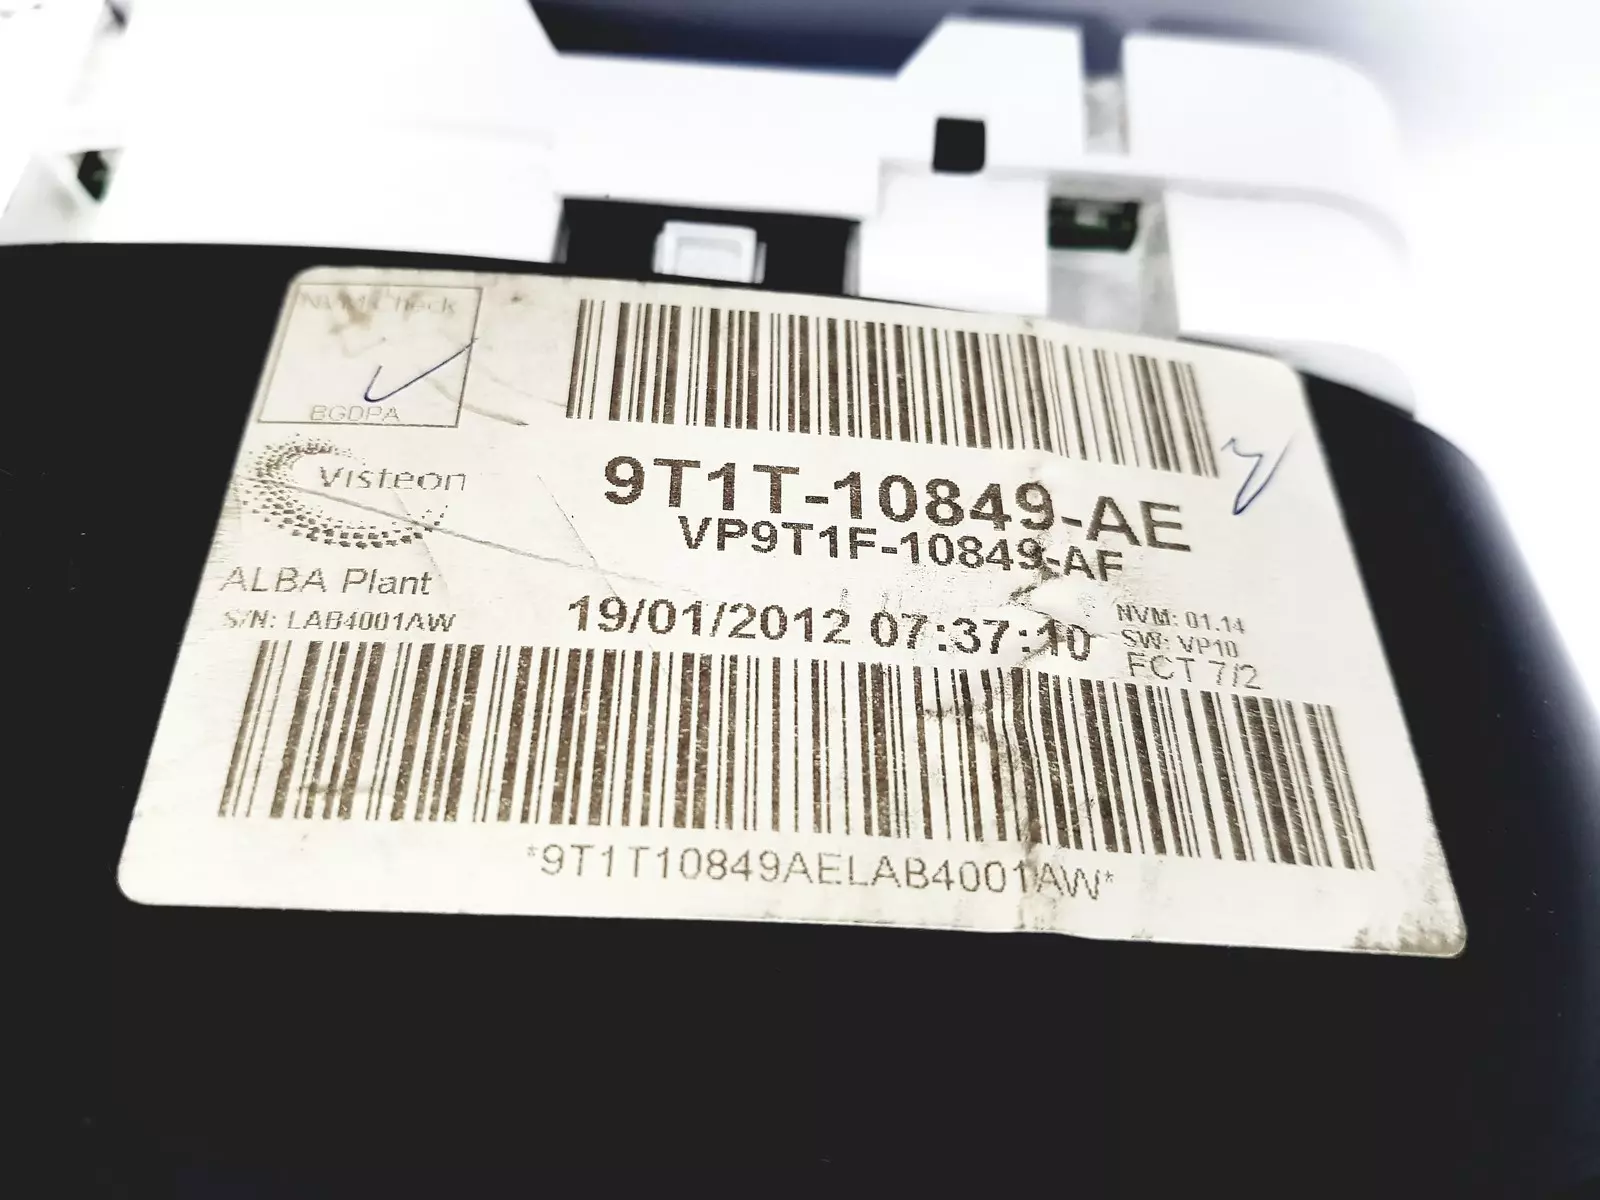 NVM Check
BGDPA
Visteon
9T1T-10849-AE
VP9T1F-10849-AF
ALBA Plant
S/N: LAB4001AW
19/01/2012 07:37:10
NVM: 01.14
SW: VP10
FCT 7/2
*9T1T10849AELAB4001AW*